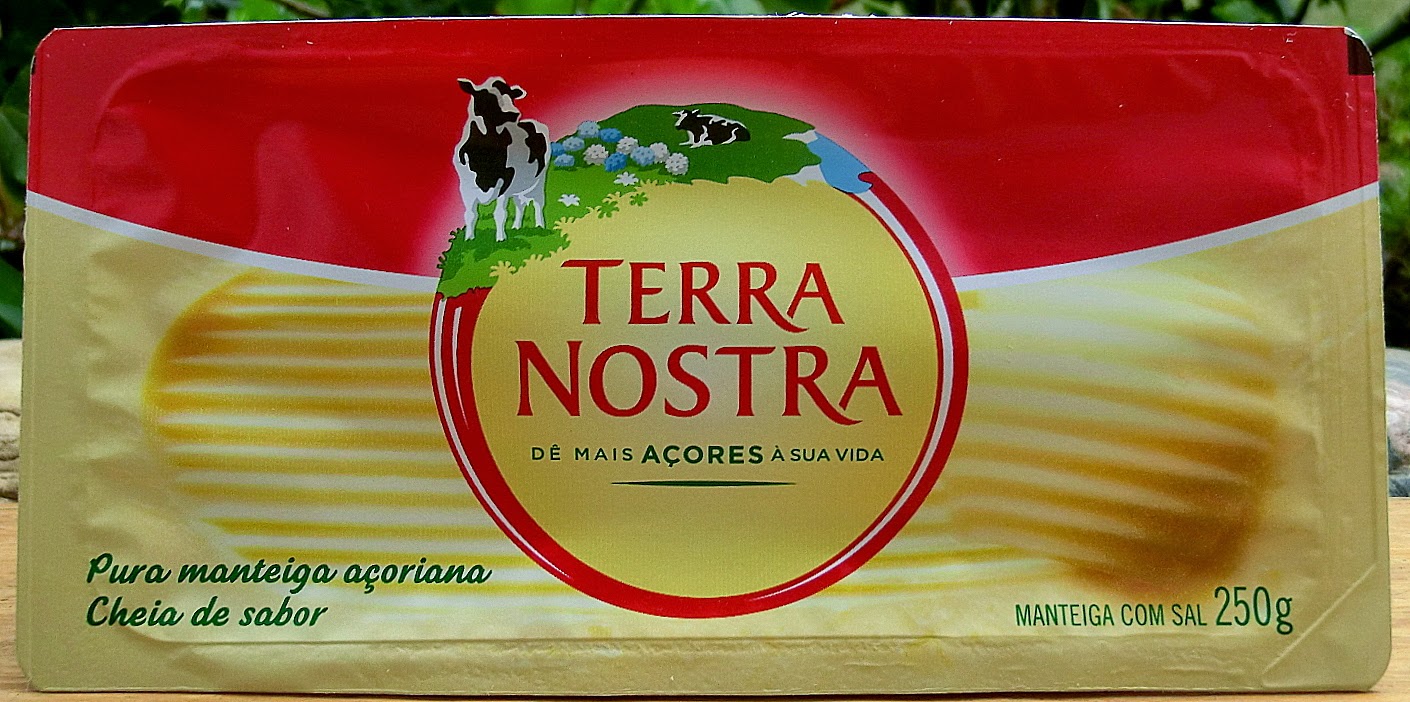 TERRA
NOSTRA
DÊ MAIS AÇORES À SUA VIDA
Pura manteiga açoriana
Cheia de sabor
MANTEIGA COM SAL 250g